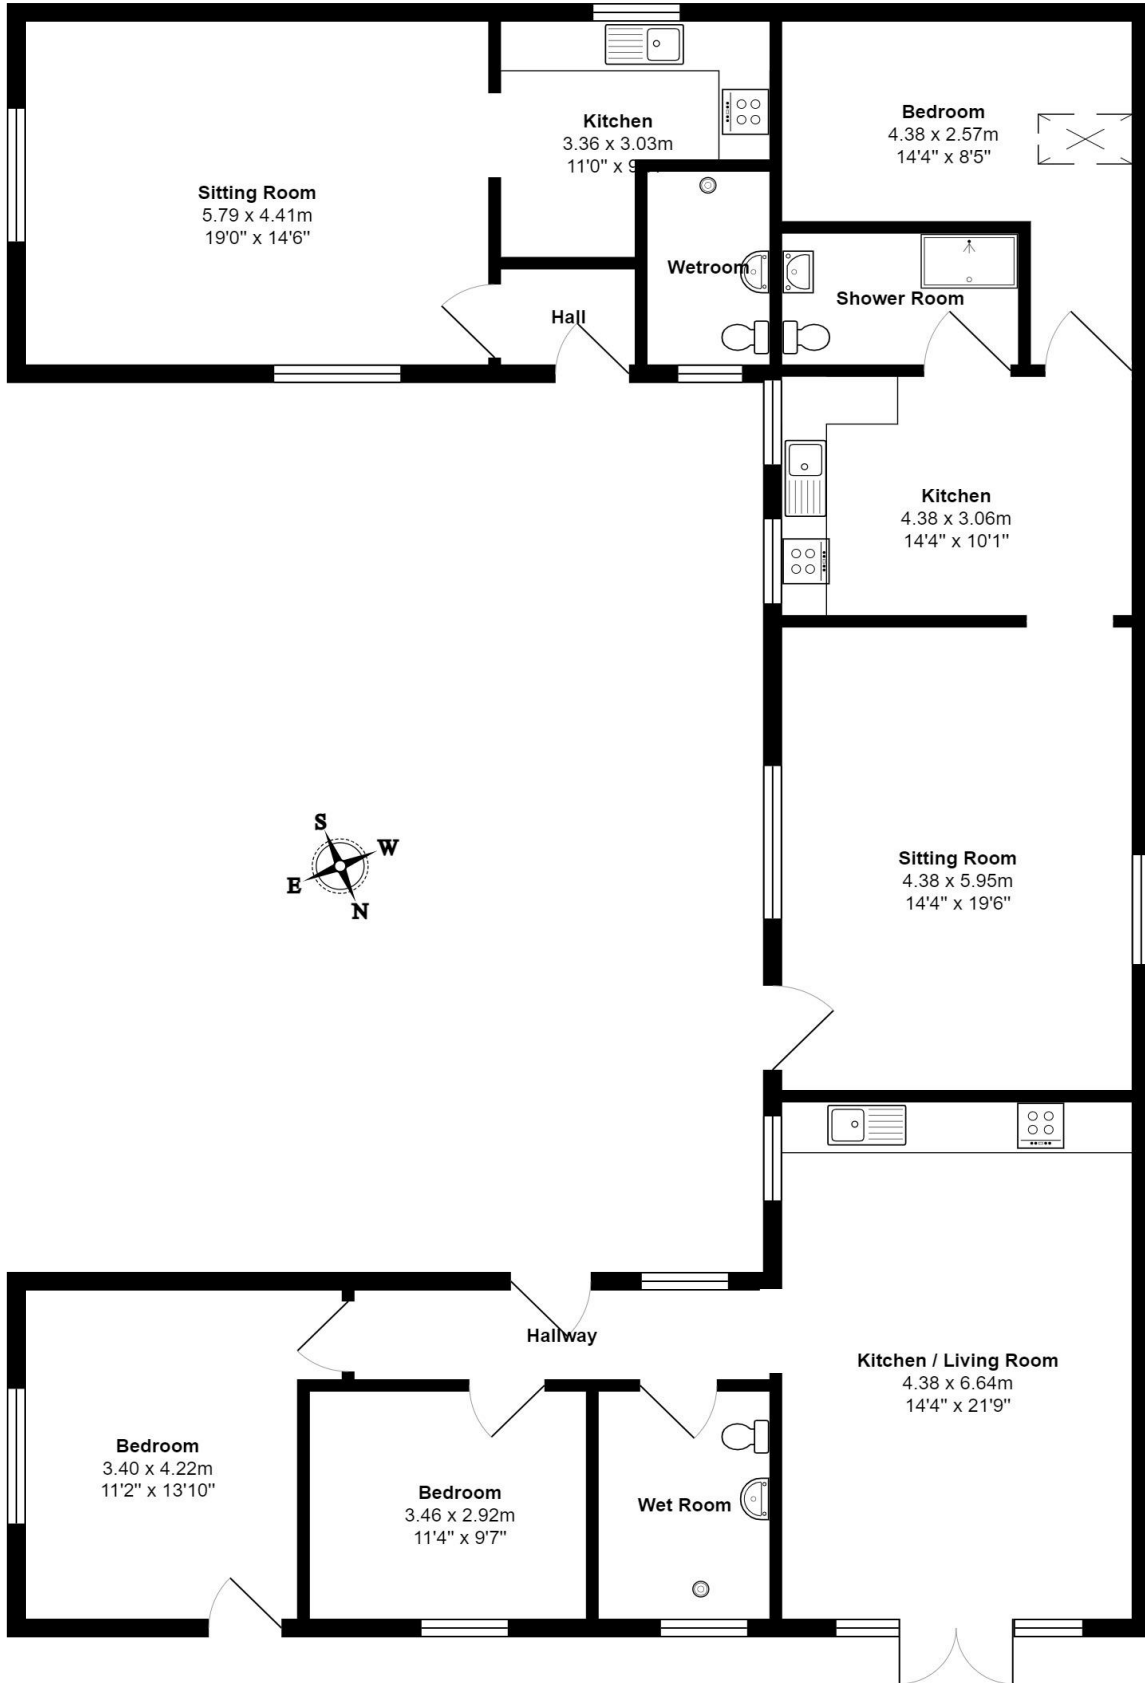 Sitting Room
5.79 x 4.41m
19'0" x 14'6"
Kitchen
3.36 x 3.03m
11'0" x
Bedroom
4.38 x 2.57m
14'4" x 8'5"
Wetroom
Shower Room
Hall
Kitchen
4.38 x 3.06m
14'4" x 10'1"
S
W
E
N
Sitting Room
4.38 x 5.95m
14'4" x 19'6"
Hallway
Kitchen / Living Room
4.38 x 6.64m
14'4" x 21'9"
Bedroom
3.40 x 4.22m
11'2" x 13'10"
Bedroom
3.46 x 2.92m
11'4" x 9'7"
Wet Room